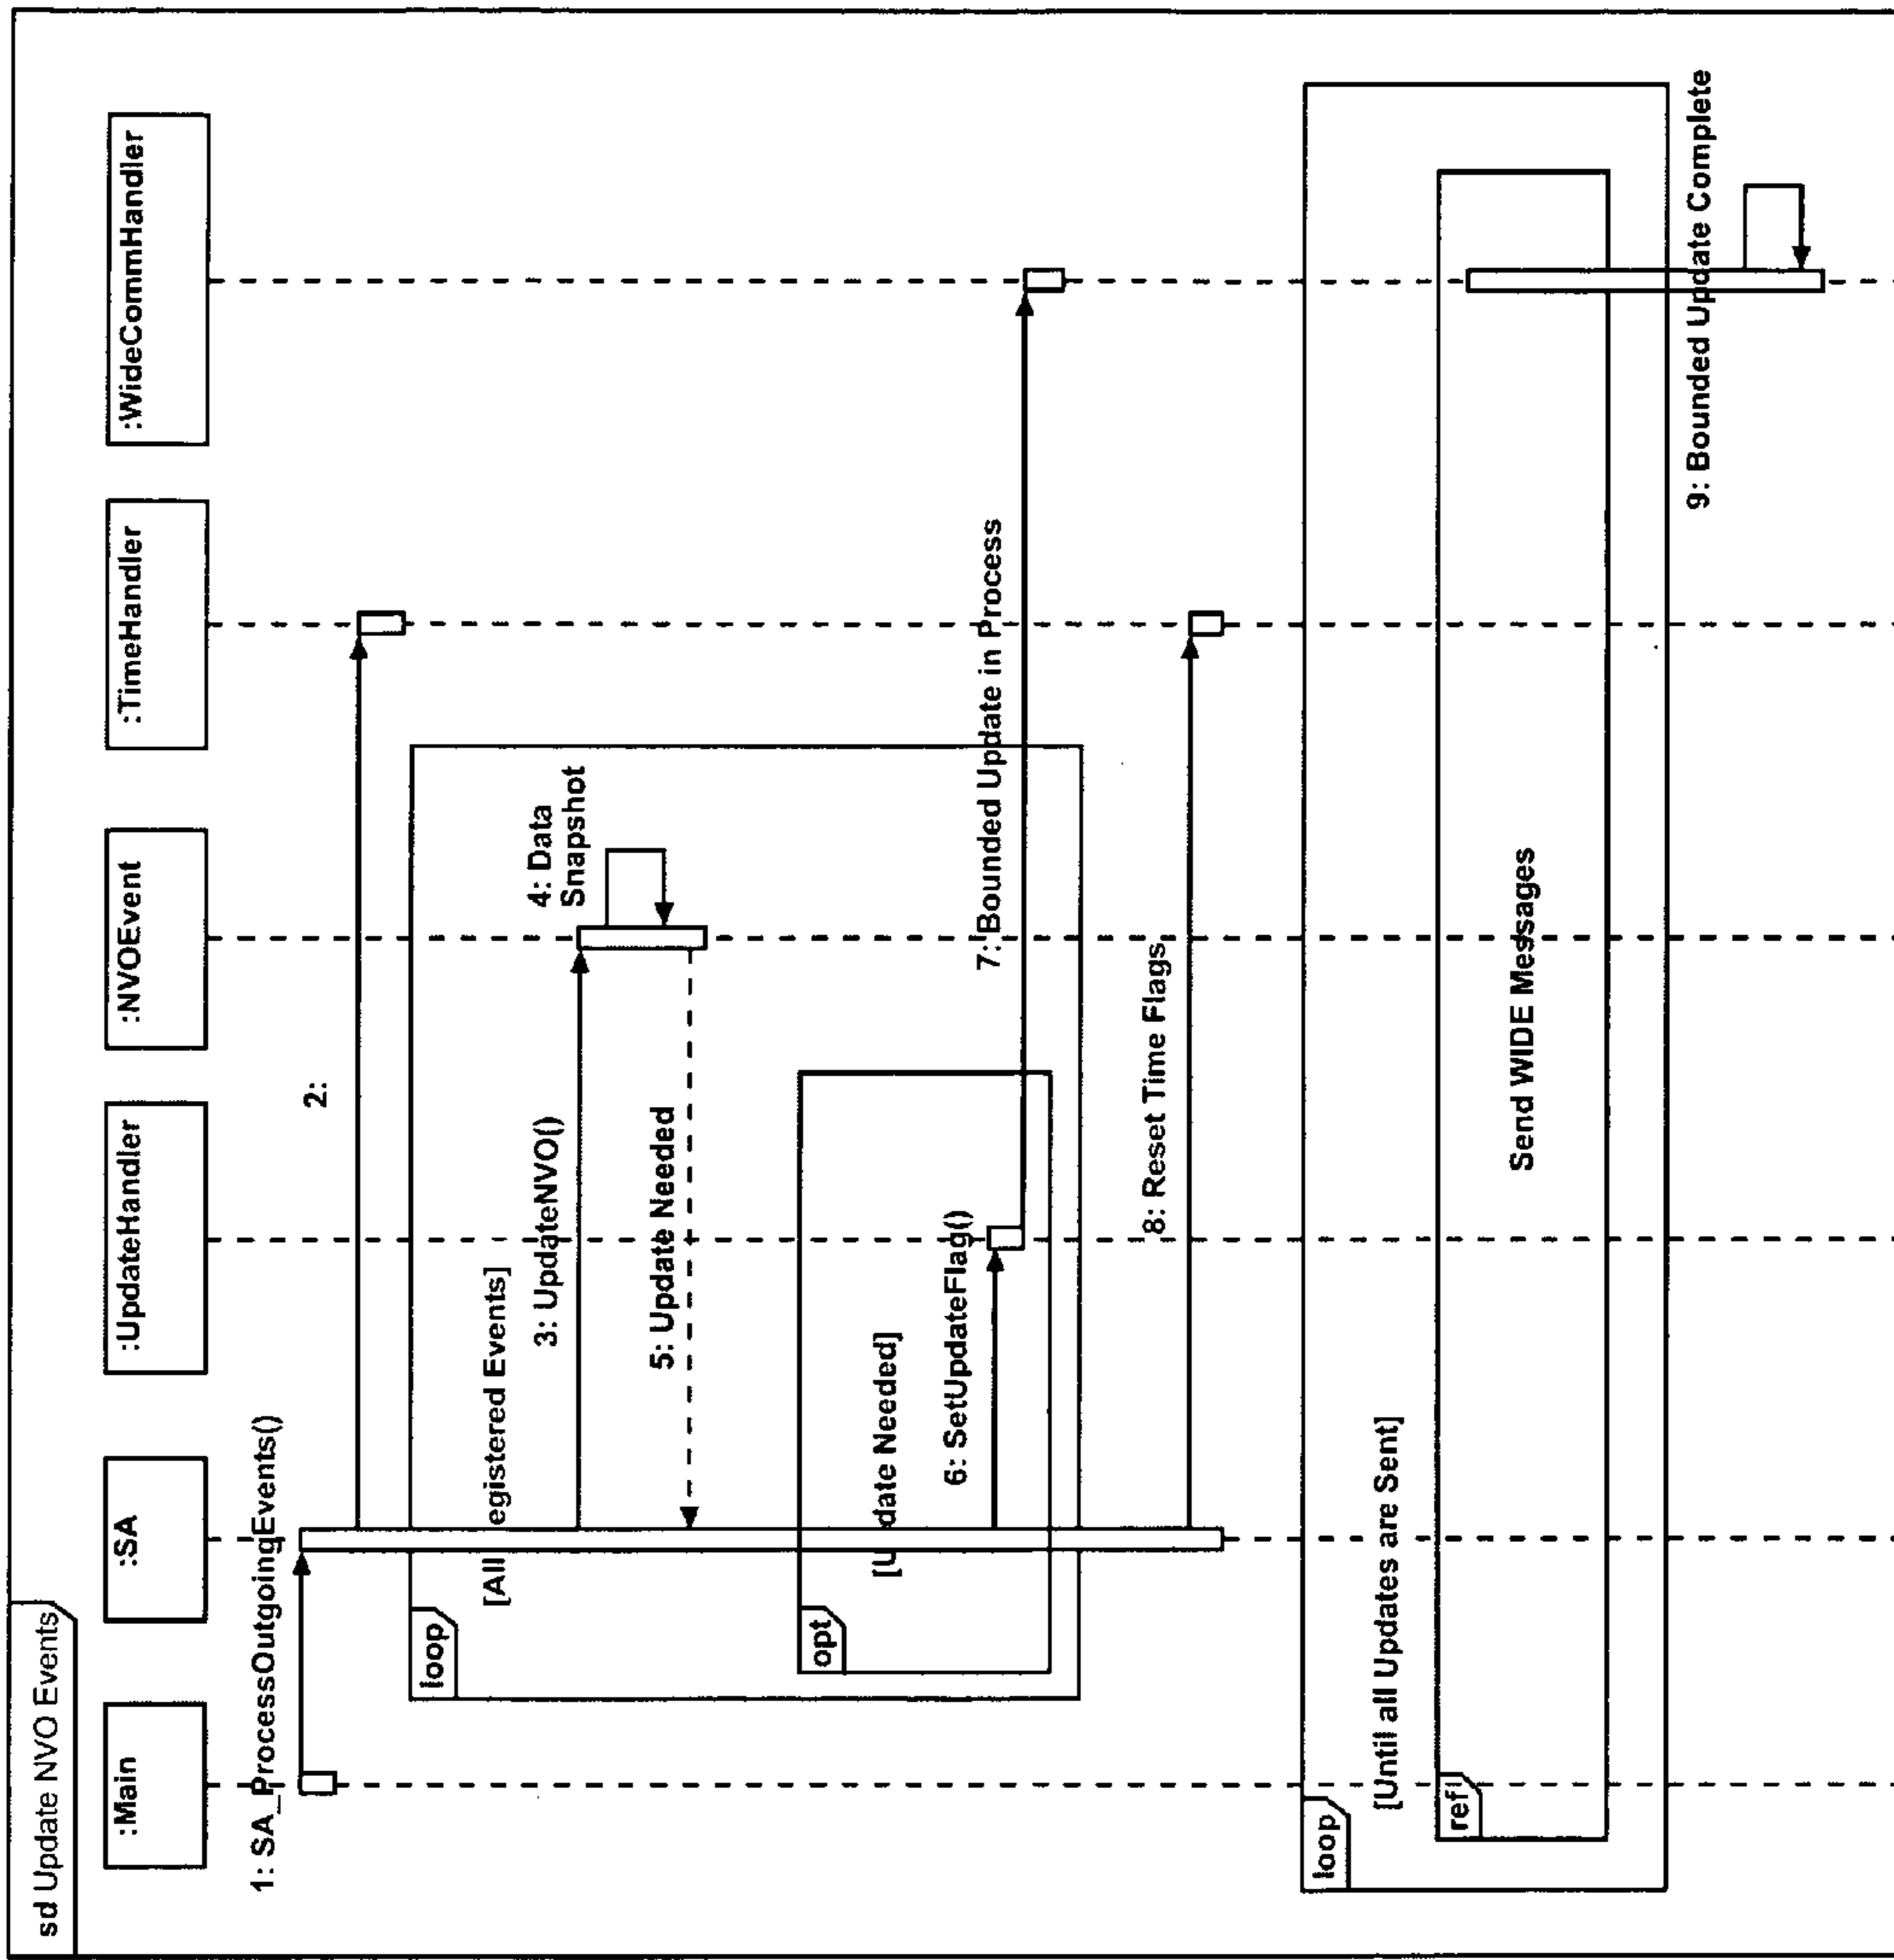 sd Update NVO Events
:Main
:SA
:UpdateHandler
:NVOEvent
:TimeHandler
:WideCommHandler
1: SA_ProcessOutgoingEvents()
2:
loop
[All egistered Events]
3: UpdateNVO()
4: Data
Snapshot
5: Update Needed
opt
[U date Needed]
6: SetUpdateFlag()
7: Bounded Update in Process
8: Reset Time Flags
loop
[Until all Updates are Sent]
ref
Send WIDE Messages
9: Bounded Update Complete